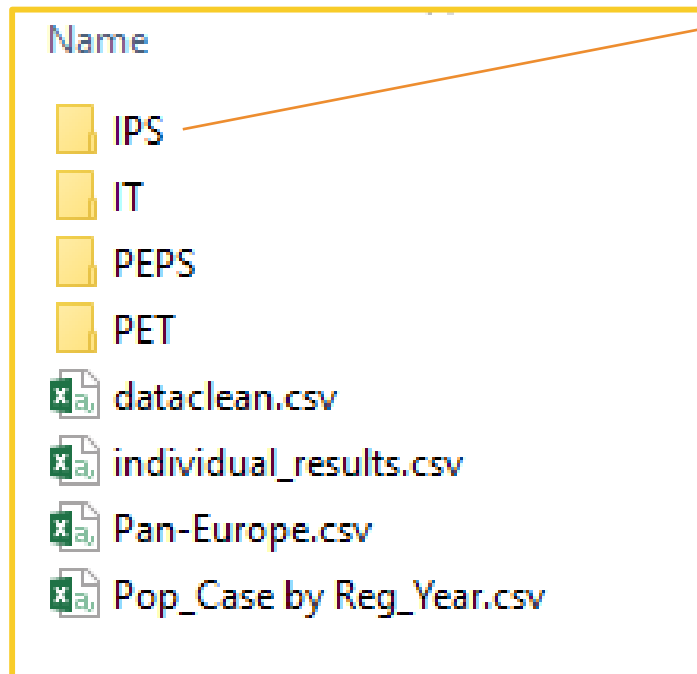 Name
IPS
IT
PEPS
PET
dataclean.csv
individual_results.csv
Pan-Europe.csv
Pop_Case by Reg_Year.csv